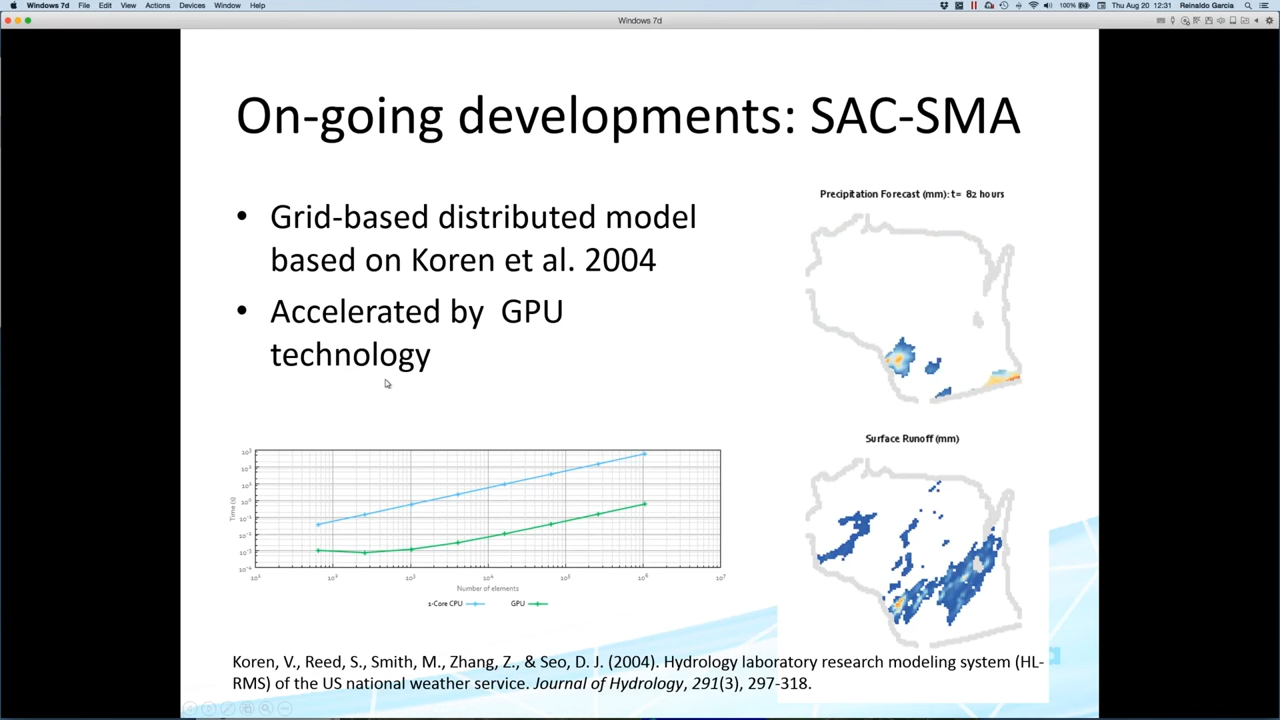 Windows 7d File Edit View Actions Devices Window Help
100% Thu Aug 20 12:31 Reinaldo Garcia
Windows 7d
On-going developments: SAC-SMA
• Grid-based distributed model
based on Koren et al. 2004
• Accelerated by GPU
technology
Precipitation Forecast (mm): t= 82 hours
Surface Runoff (mm)
Time (s)
Number of elements
1-Core CPU GPU
Koren, V., Reed, S., Smith, M., Zhang, Z., & Seo, D. J. (2004). Hydrology laboratory research modeling system (HL-
RMS) of the US national weather service. Journal of Hydrology, 291(3), 297-318.